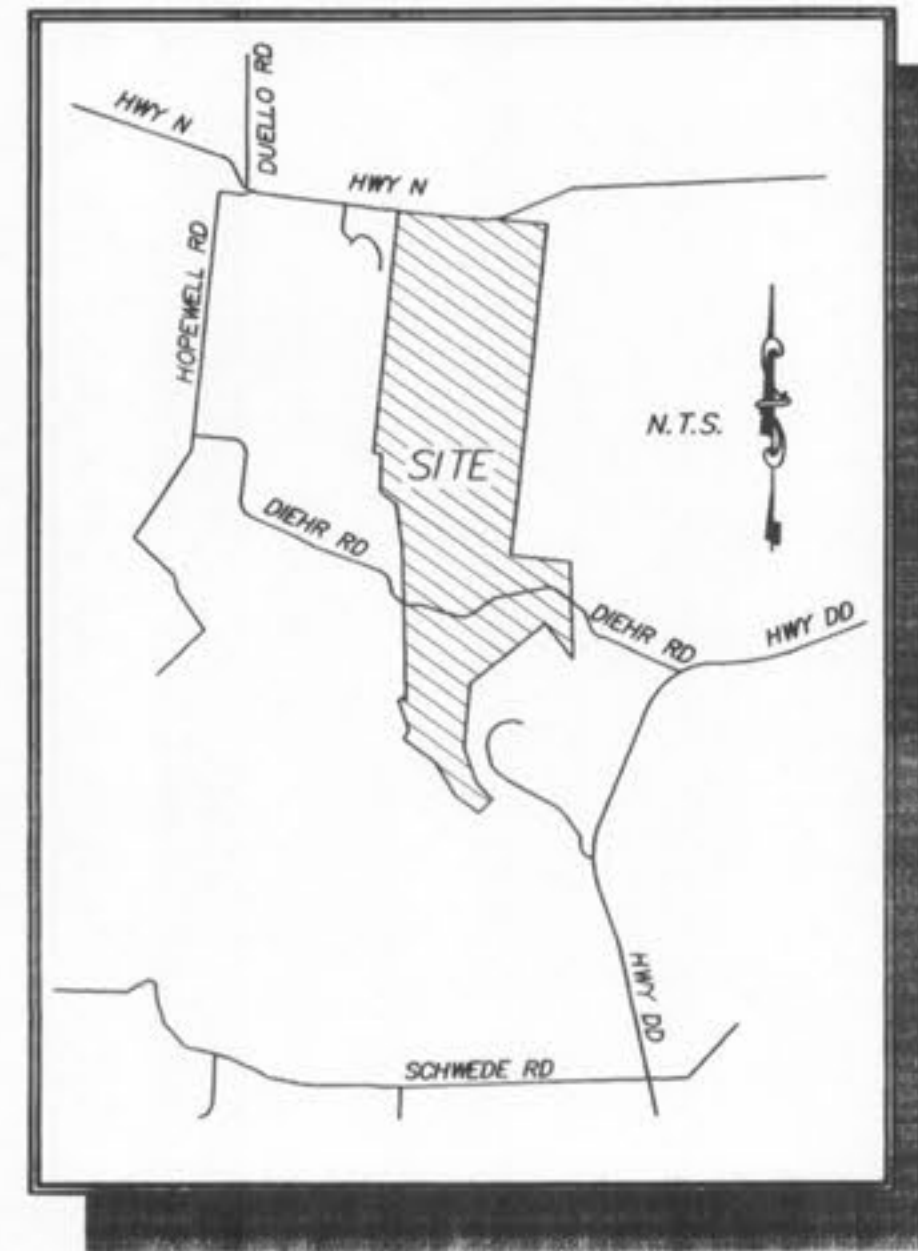 HWY N
DUELLO RD
HWY N
HOPEWELL RD
N.T.S.
SITE
DIEHR RD
DIEHR RD
HWY DD
HWY DD
SCHWEDE RD